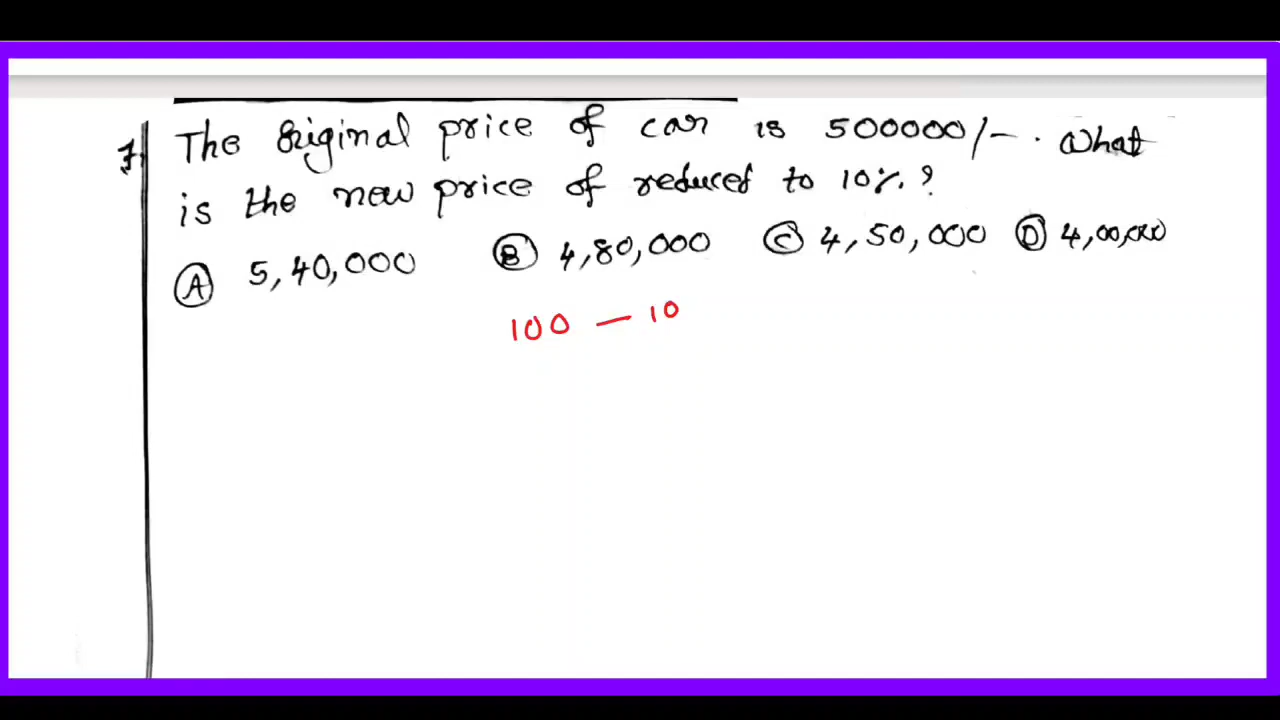 7. The original price of car is 500000/- . What
is the new price of reduced to 10%.?
(A) 5,40,000 (B) 4,80,000 (C) 4,50,000 (D) 4,00,000
100 - 10